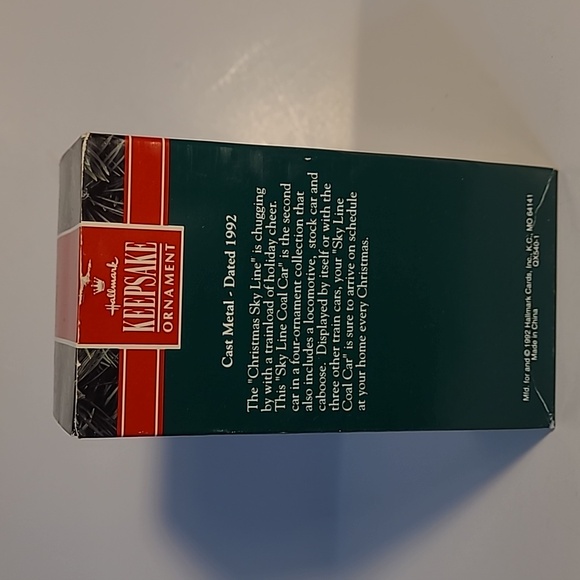 Hallmark
KEEPSAKE
ORNAMENT
Cast Metal - Dated 1992
The "Christmas Sky Line" is chugging
by with a trainload of holiday cheer.
This "Sky Line Coal Car" is the second
car in a four-ornament collection that
also includes a locomotive, stock car and
caboose. Displayed by itself or with the
three other train cars, your "Sky Line
Coal Car" is sure to arrive on schedule
at your home every Christmas.
Mfd. for and © 1992 Hallmark Cards, Inc., K.C., MO 64141
QX540-1
Made in China